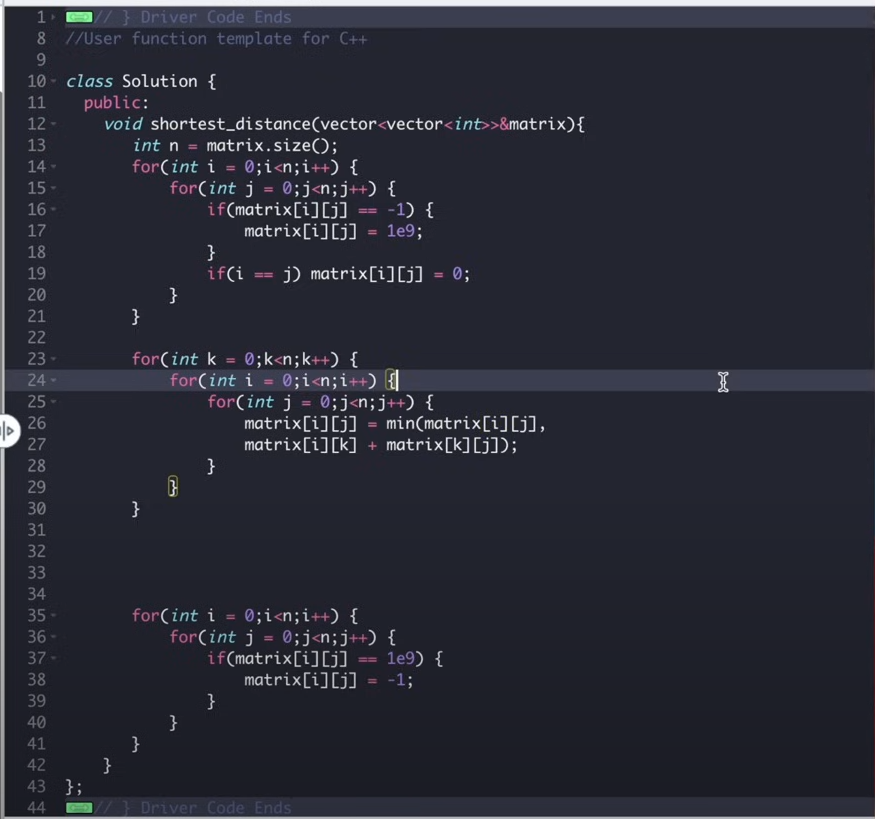 1 // } Driver Code Ends
8 //User function template for C++
9
10 class Solution {
11 public:
12 void shortest_distance(vector<vector<int>>&matrix){
13 int n = matrix.size();
14 for(int i = 0;i<n;i++) {
15 for(int j = 0;j<n;j++) {
16 if(matrix[i][j] == -1) {
17 matrix[i][j] = 1e9;
18 }
19 if(i == j) matrix[i][j] = 0;
20 }
21 }
22
23 for(int k = 0;k<n;k++) {
24 for(int i = 0;i<n;i++) {
25 for(int j = 0;j<n;j++) {
26 matrix[i][j] = min(matrix[i][j],
27 matrix[i][k] + matrix[k][j]);
28 }
29 }
30 }
31
32
33
34
35 for(int i = 0;i<n;i++) {
36 for(int j = 0;j<n;j++) {
37 if(matrix[i][j] == 1e9) {
38 matrix[i][j] = -1;
39 }
40 }
41 }
42 }
43 };
44 // } Driver Code Ends